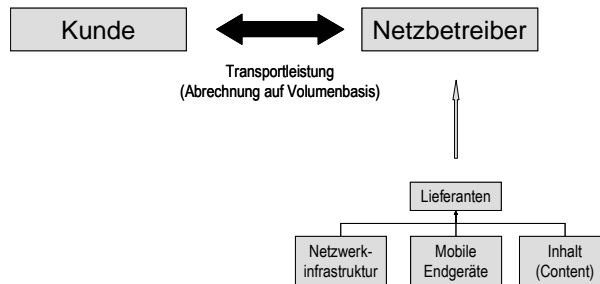 Kunde
Netzbetreiber
Transportleistung
(Abrechnung auf Volumenbasis)
Lieferanten
Netzwerk-
infrastruktur
Mobile
Endgeräte
Inhalt
(Content)